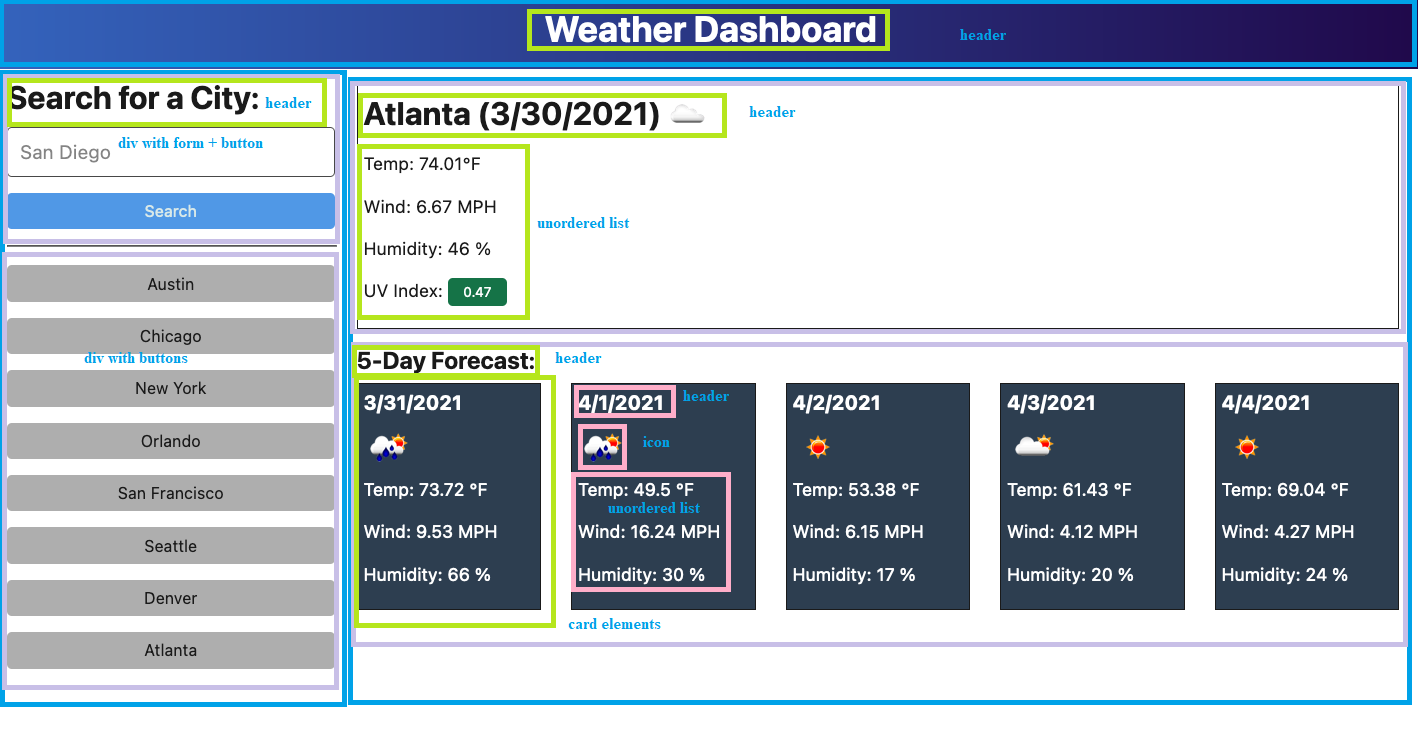 Weather Dashboard
header
Search for a City:
header
San Diego
div with form + button
Search
Austin
Chicago
div with buttons
New York
Orlando
San Francisco
Seattle
Denver
Atlanta
Atlanta (3/30/2021)
header
Temp: 74.01°F
Wind: 6.67 MPH
unordered list
Humidity: 46 %
UV Index: 0.47
5-Day Forecast:
header
3/31/2021
Temp: 73.72 °F
Wind: 9.53 MPH
Humidity: 66 %
4/1/2021
header
icon
Temp: 49.5 °F
unordered list
Wind: 16.24 MPH
Humidity: 30 %
card elements
4/2/2021
Temp: 53.38 °F
Wind: 6.15 MPH
Humidity: 17 %
4/3/2021
Temp: 61.43 °F
Wind: 4.12 MPH
Humidity: 20 %
4/4/2021
Temp: 69.04 °F
Wind: 4.27 MPH
Humidity: 24 %